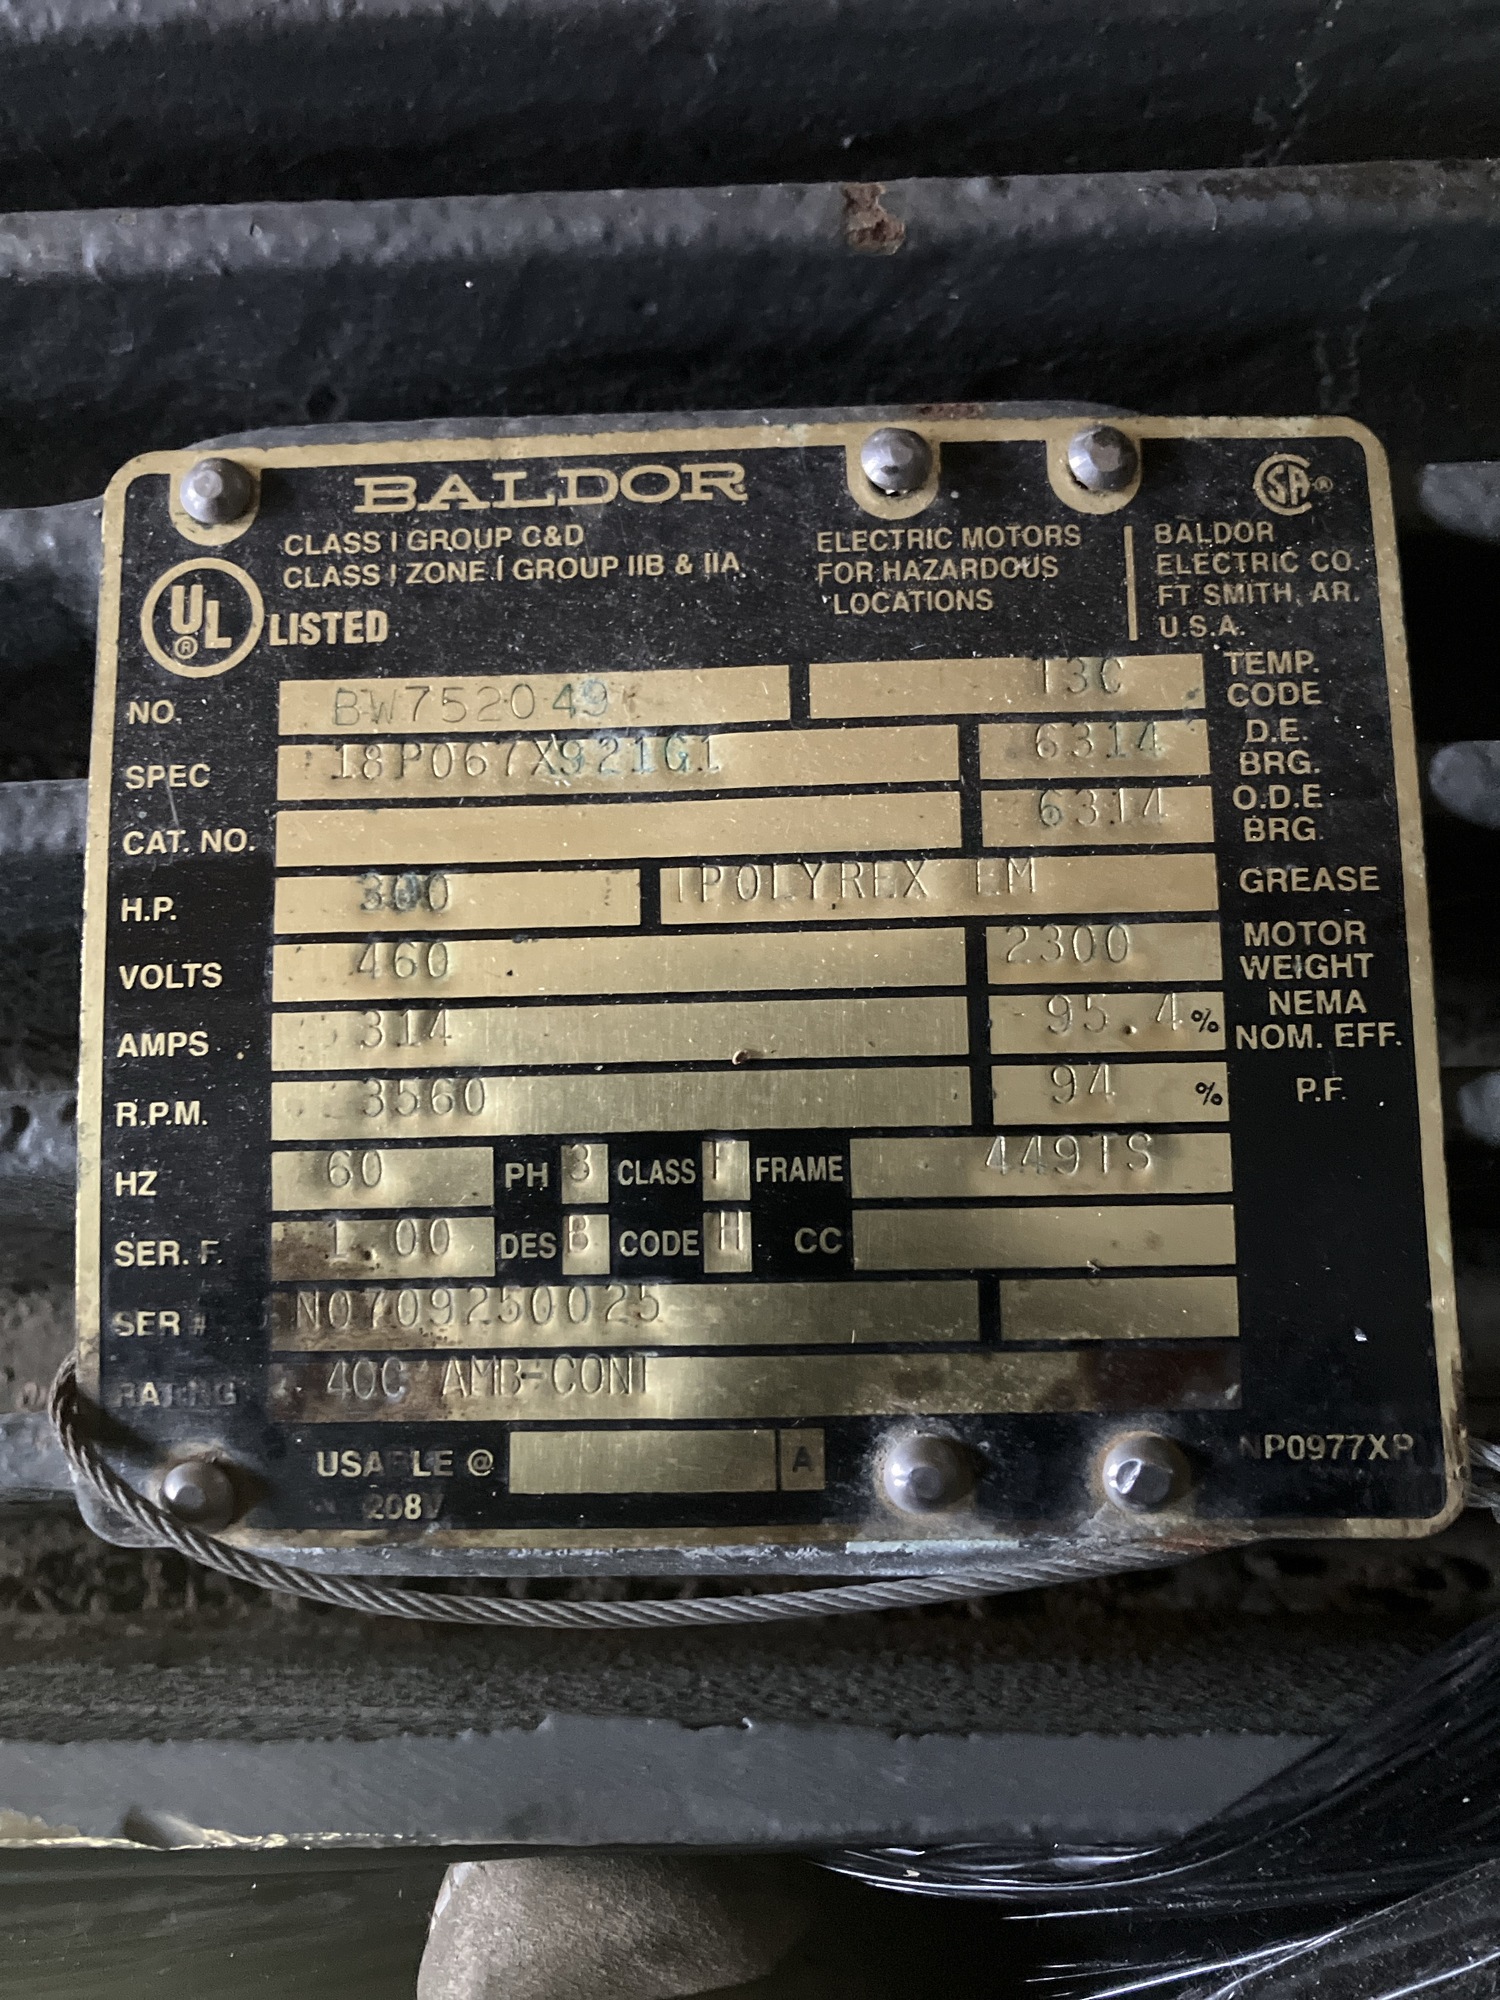 BALDOR
CLASS I GROUP C&D
CLASS I ZONE I GROUP IIB & IIA
UL® LISTED
ELECTRIC MOTORS
FOR HAZARDOUS
LOCATIONS
SA®
BALDOR
ELECTRIC CO.
FT SMITH, AR.
U.S.A.
NO. BW752049 T3C TEMP. CODE
SPEC 18P067X921G1 6314 D.E. BRG.
CAT. NO. 6314 O.D.E BRG.
H.P. 300 POLYREX EM GREASE
VOLTS 460 2300 MOTOR WEIGHT
AMPS 314 95.4 % NEMA NOM. EFF.
R.P.M. 3560 94 % P.F.
HZ 60 PH 3 CLASS F FRAME 449TS
SER. F. 1.00 DES B CODE H CC
SER # N0709250025
RATING 40C AMB-CONT
USABLE @ A
208V
NP0977XP